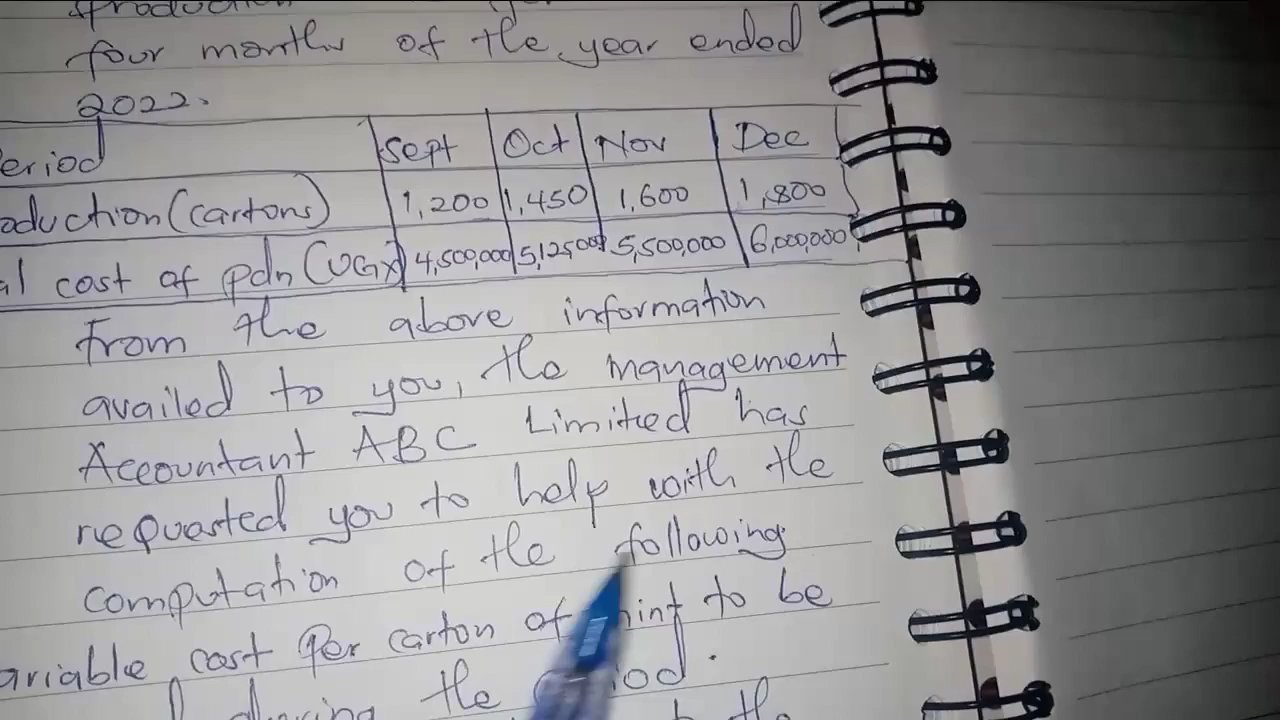 four months of the year ended
2022.
eriod Sept Oct Nov Dec
oduction (cartons) 1,200 1,450 1,600 1,800
al cost of pdn (UGX) 4,500,000 5,125,000 5,500,000 6,000,000
From the above information
availed to you, the management
Accountant ABC Limited has
requested you to help with the
computation of the following
ariable cost per carton of to be
the
the